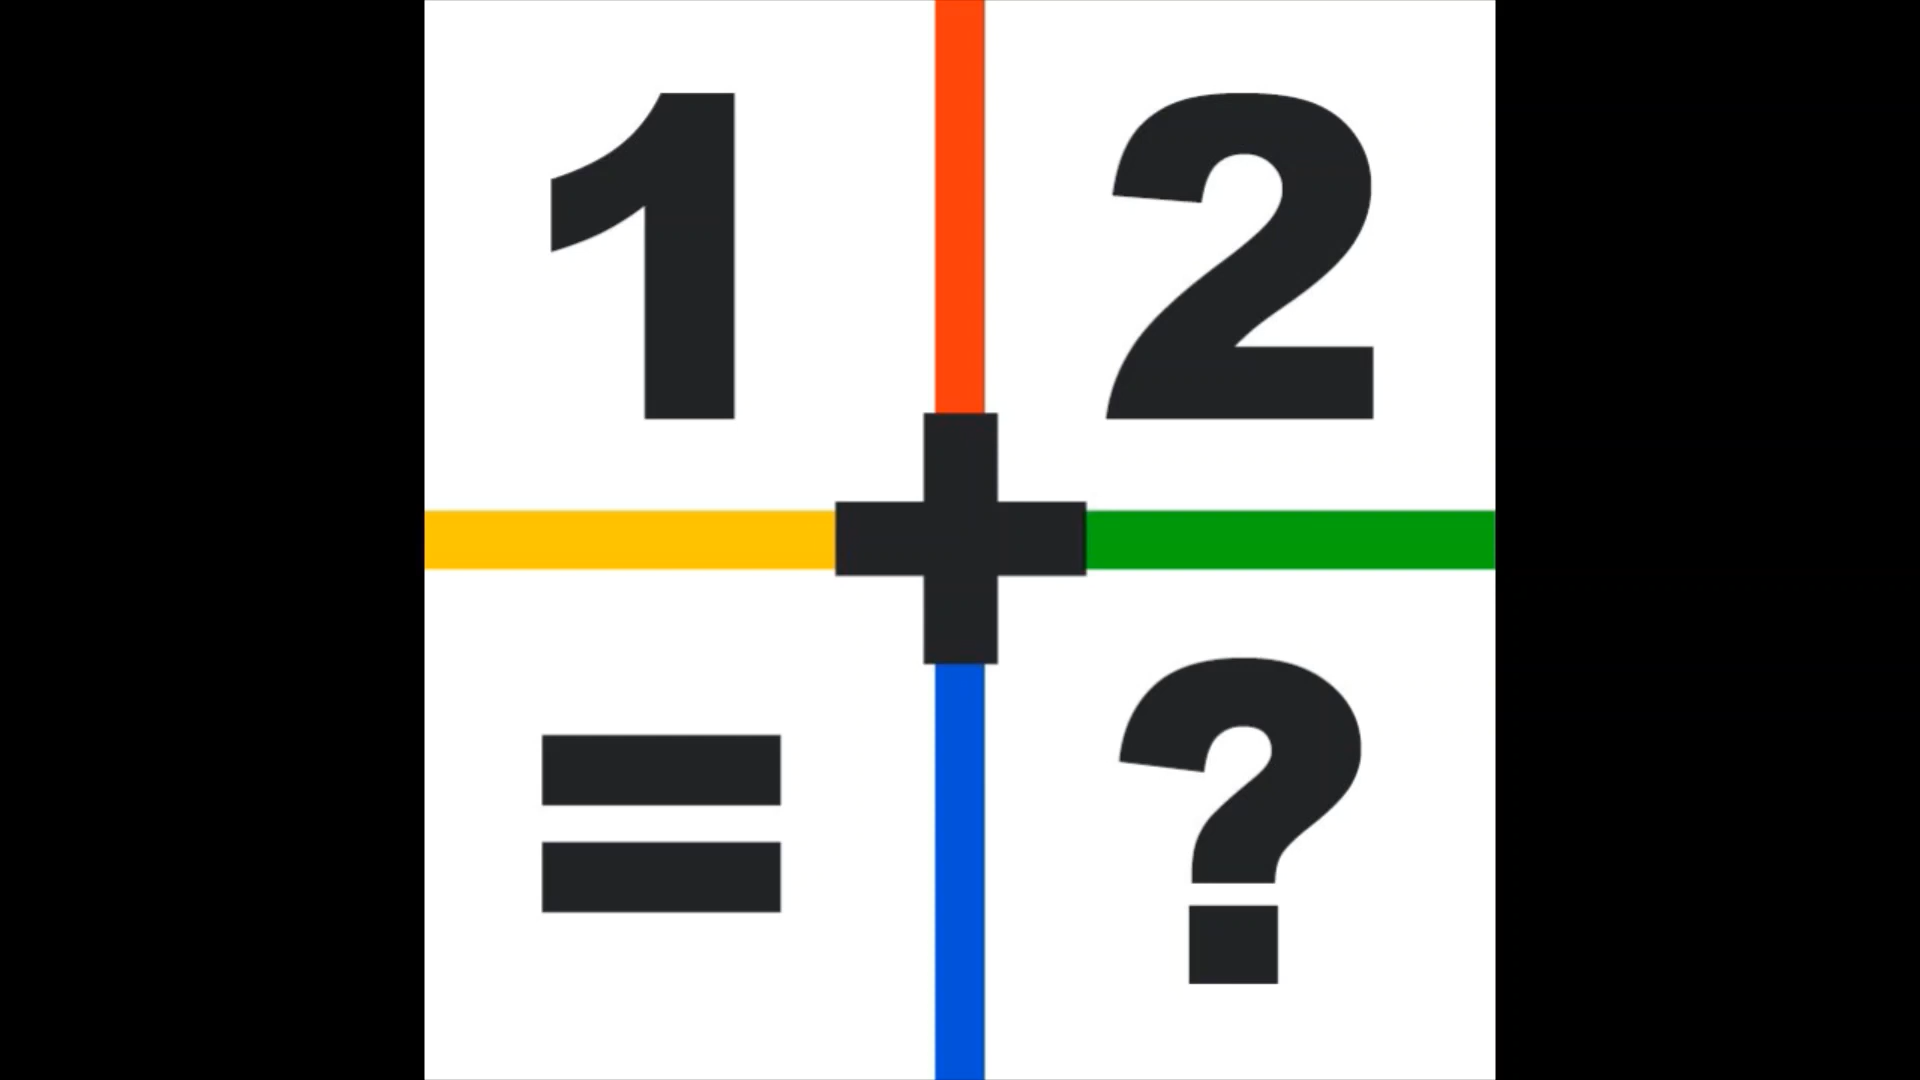 1 2
+
= ?